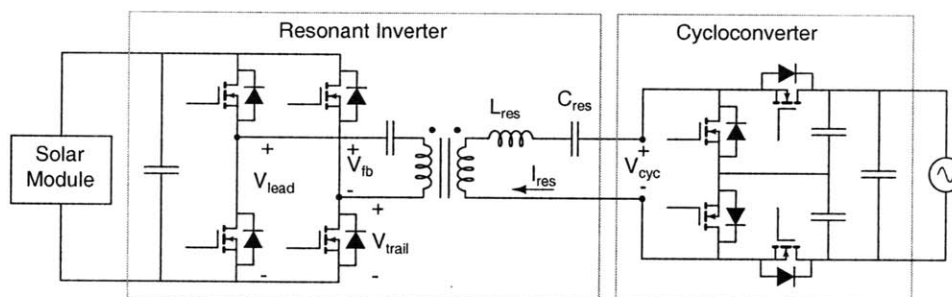 Resonant Inverter
Cycloconverter
Solar
Module
+
V_lead
-
+
V_fb
-
+
V_trail
-
L_res
C_res
I_res
+
V_cyc
-